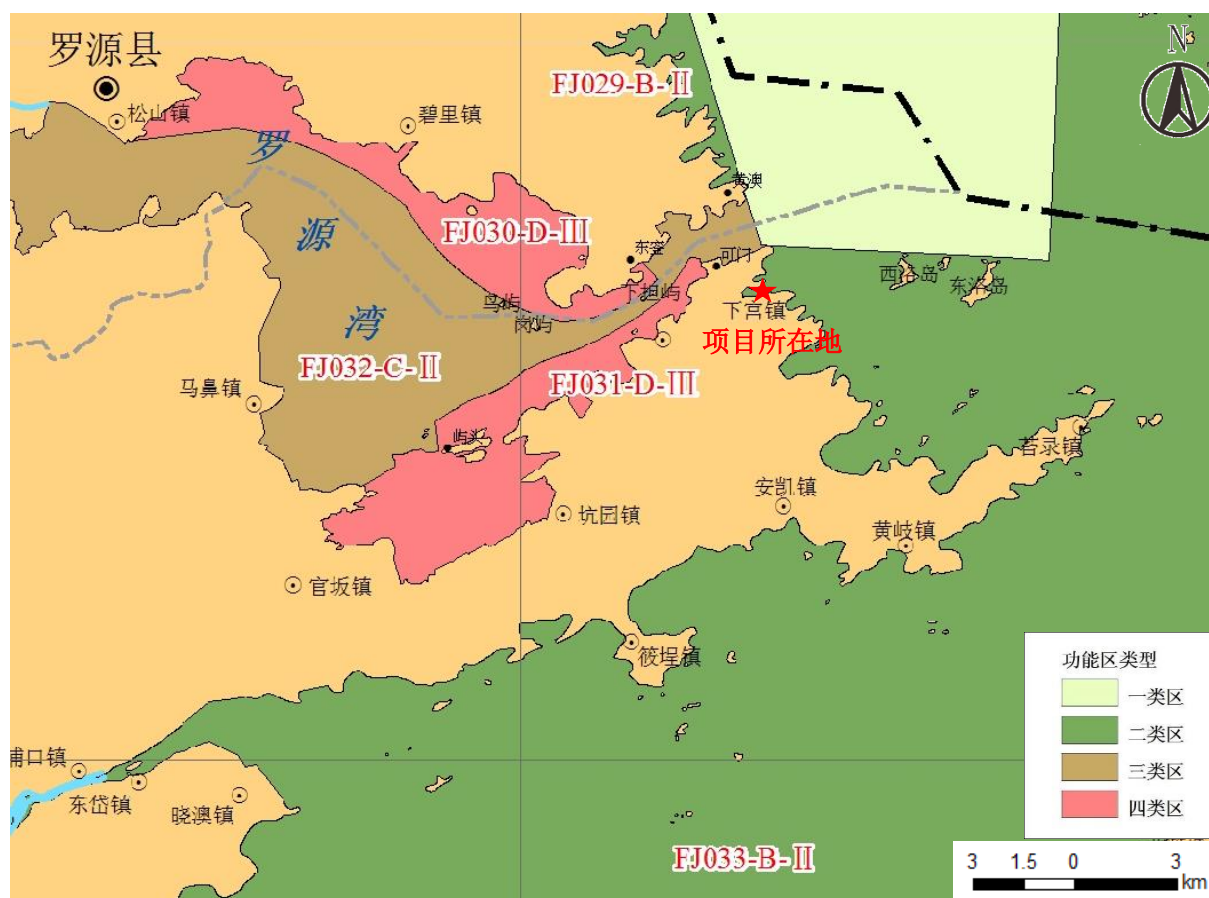 罗源县
N
FJ029-B-Ⅱ
松山镇
碧里镇
罗
黄澳
源
FJ030-D-Ⅲ
东窑
可门
西洛岛
东洛岛
下担屿
鸟屿
下宫镇
岗屿
湾
项目所在地
FJ032-C-Ⅱ
FJ031-D-Ⅲ
马鼻镇
屿头
苔录镇
安凯镇
坑园镇
黄岐镇
官坂镇
筱埕镇
功能区类型
一类区
二类区
三类区
四类区
浦口镇
东岱镇
晓澳镇
FJ033-B-Ⅱ
3 1.5 0 3
km